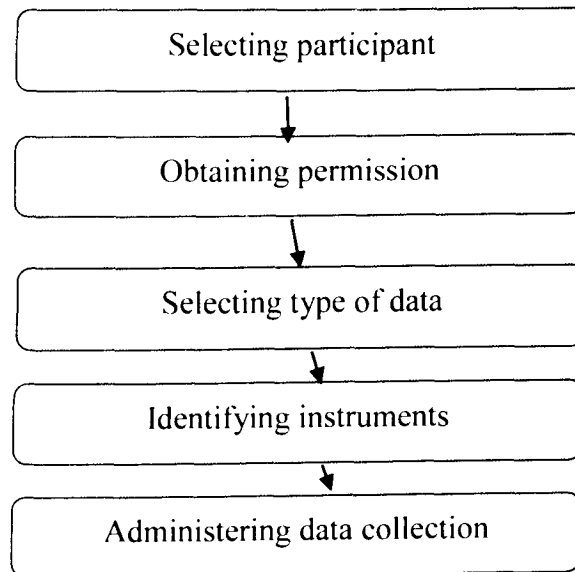 Selecting participant
Obtaining permission
Selecting type of data
Identifying instruments
Administering data collection